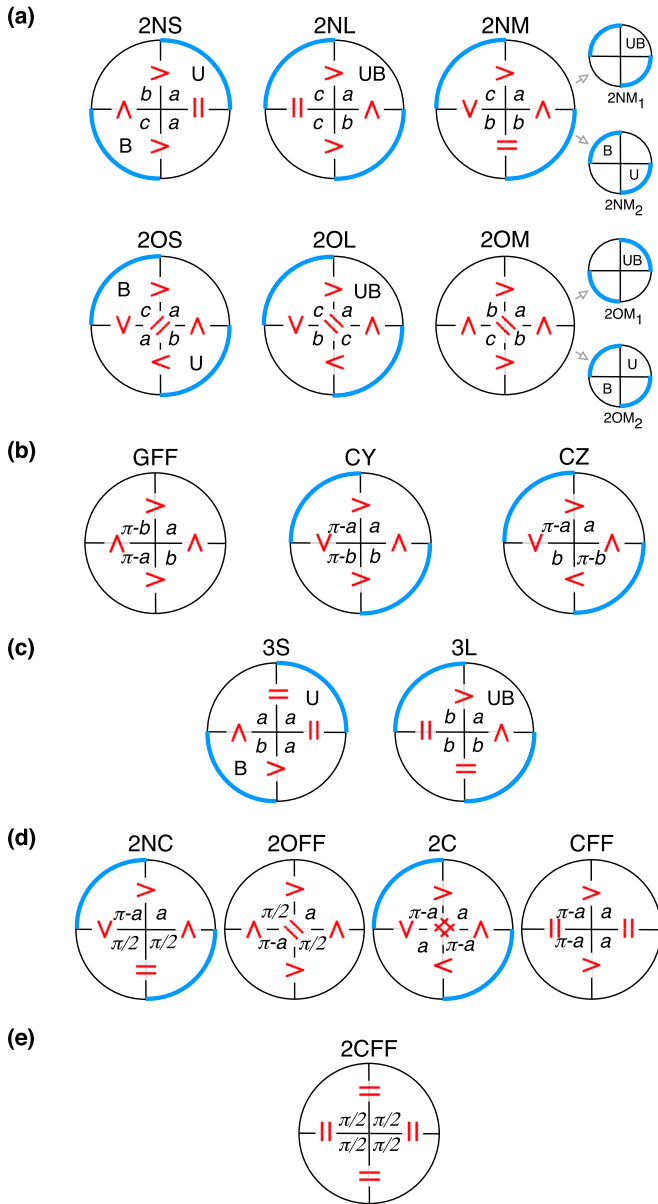 (a)
2NS 2NL 2NM
U UB UB
b a c a c a 2NM1
c a c b b b B
B U
2NM2
2OS 2OL 2OM
B UB UB
c a c a b a 2OM1
a b b c c b U
U B
2OM2
(b)
GFF CY CZ
π-b a π-a a π-a a
π-a b π-b b b π-b
(c)
3S 3L
U UB
a a b a
b a b b
B
(d)
2NC 2OFF 2C CFF
π-a a π/2 a π-a a π-a a
π/2 π/2 π-a π/2 a π-a π-a a
(e)
2CFF
π/2 π/2
π/2 π/2